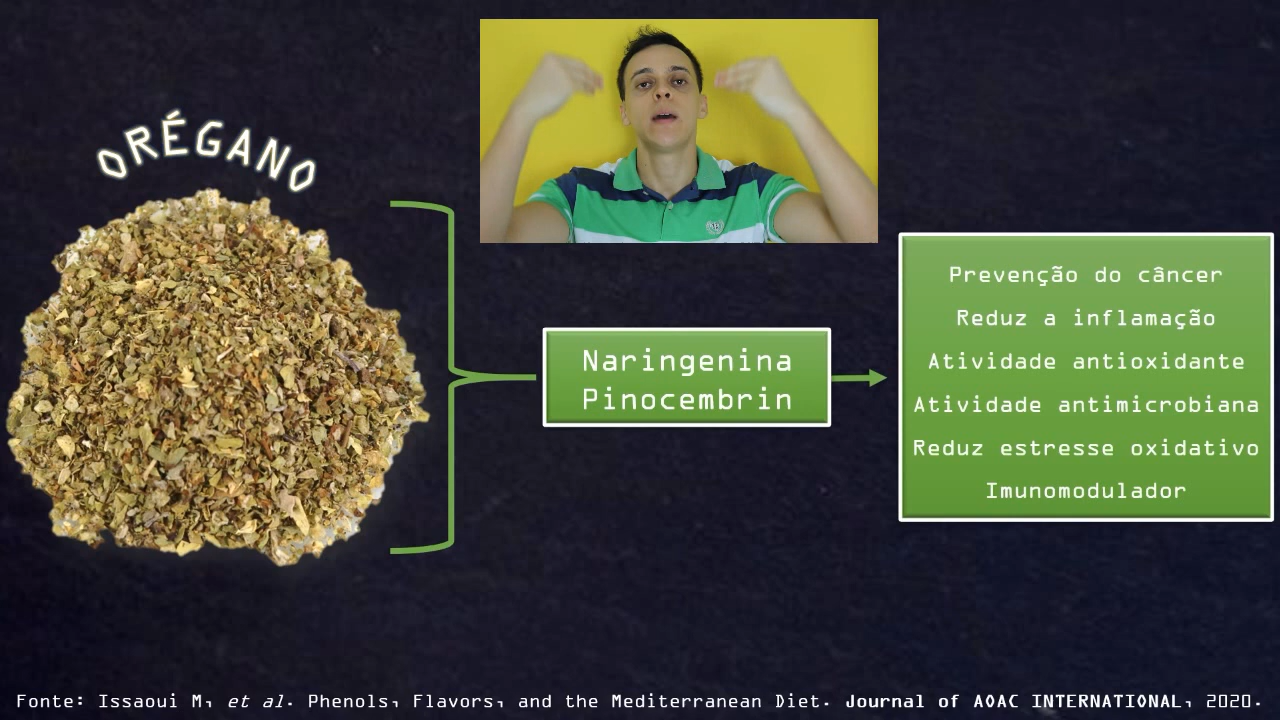 ORÉGANO
Naringenina
Pinocembrin
Prevenção do câncer
Reduz a inflamação
Atividade antioxidante
Atividade antimicrobiana
Reduz estresse oxidativo
Imunomodulador
Fonte: Issaoui M, et al. Phenols, Flavors, and the Mediterranean Diet. Journal of AOAC INTERNATIONAL, 2020.